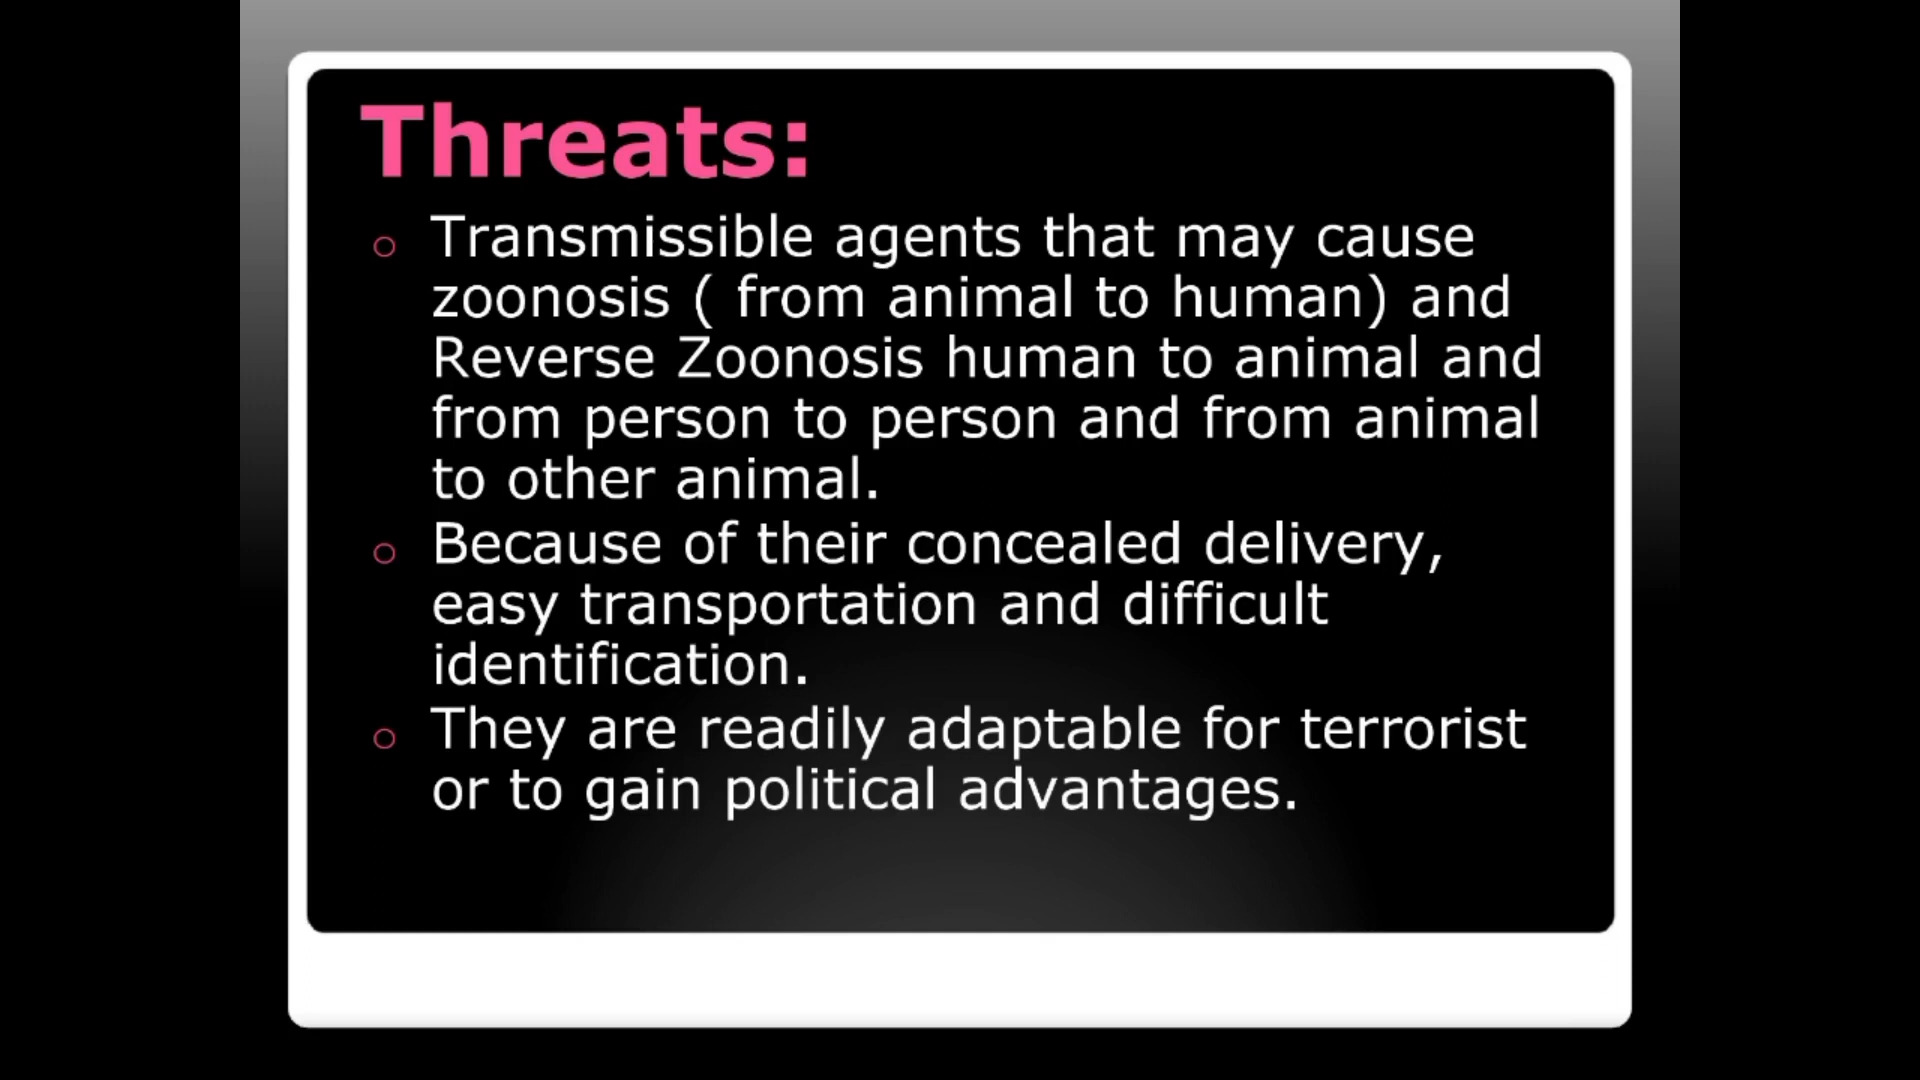 Threats:
Transmissible agents that may cause
zoonosis ( from animal to human) and
Reverse Zoonosis human to animal and
from person to person and from animal
to other animal.
Because of their concealed delivery,
easy transportation and difficult
identification.
They are readily adaptable for terrorist
or to gain political advantages.